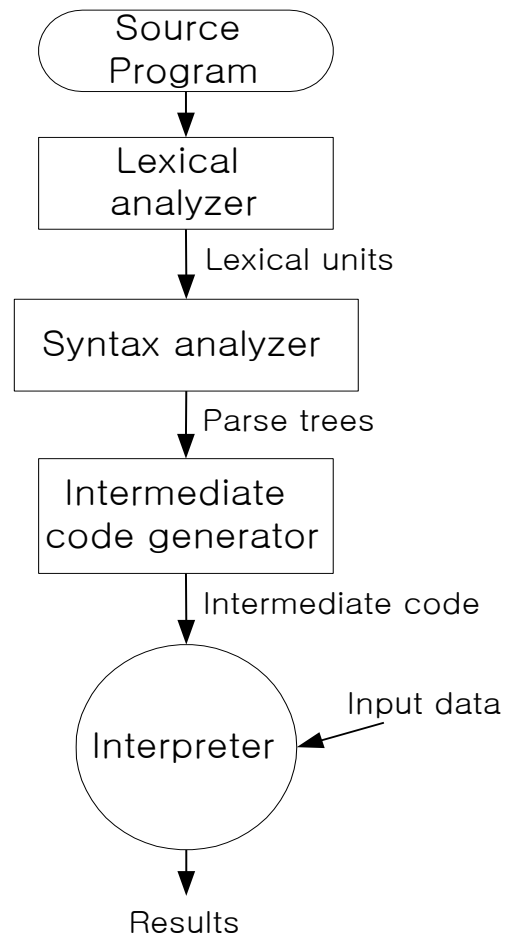 Source
Program
Lexical
analyzer
Lexical units
Syntax analyzer
Parse trees
Intermediate
code generator
Intermediate code
Input data
Interpreter
Results